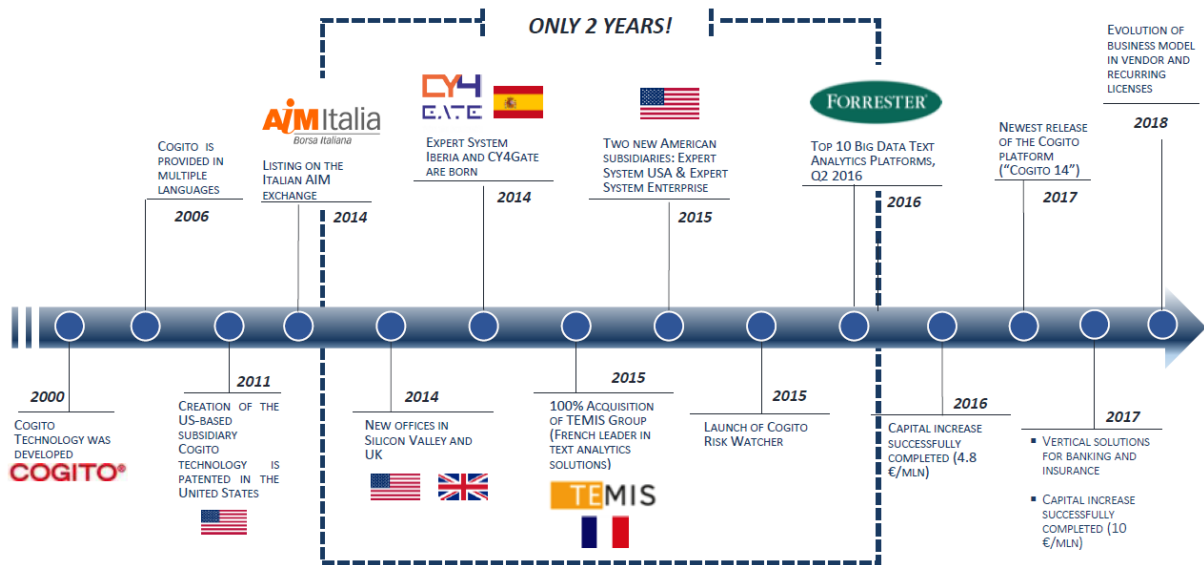 ONLY 2 YEARS!
AIM Italia
Borsa Italiana
CY4
GATE
FORRESTER®
EVOLUTION OF
BUSINESS MODEL
IN VENDOR AND
RECURRING
LICENSES
2018
COGITO IS
PROVIDED IN
MULTIPLE
LANGUAGES
2006
LISTING ON THE
ITALIAN AIM
EXCHANGE
2014
EXPERT SYSTEM
IBERIA AND CY4GATE
ARE BORN
2014
TWO NEW AMERICAN
SUBSIDIARIES: EXPERT
SYSTEM USA & EXPERT
SYSTEM ENTERPRISE
2015
TOP 10 BIG DATA TEXT
ANALYTICS PLATFORMS,
Q2 2016
2016
NEWEST RELEASE
OF THE COGITO
PLATFORM
("COGITO 14")
2017
2000
COGITO
TECHNOLOGY WAS
DEVELOPED
COGITO®
2011
CREATION OF THE
US-BASED
SUBSIDIARY
COGITO
TECHNOLOGY IS
PATENTED IN THE
UNITED STATES
2014
NEW OFFICES IN
SILICON VALLEY AND
UK
2015
100% ACQUISITION
OF TEMIS GROUP
(FRENCH LEADER IN
TEXT ANALYTICS
SOLUTIONS)
TEMIS
2015
LAUNCH OF COGITO
RISK WATCHER
2016
CAPITAL INCREASE
SUCCESSFULLY
COMPLETED (4.8
€/MLN)
2017
▪ VERTICAL SOLUTIONS
FOR BANKING AND
INSURANCE
▪ CAPITAL INCREASE
SUCCESSFULLY
COMPLETED (10
€/MLN)